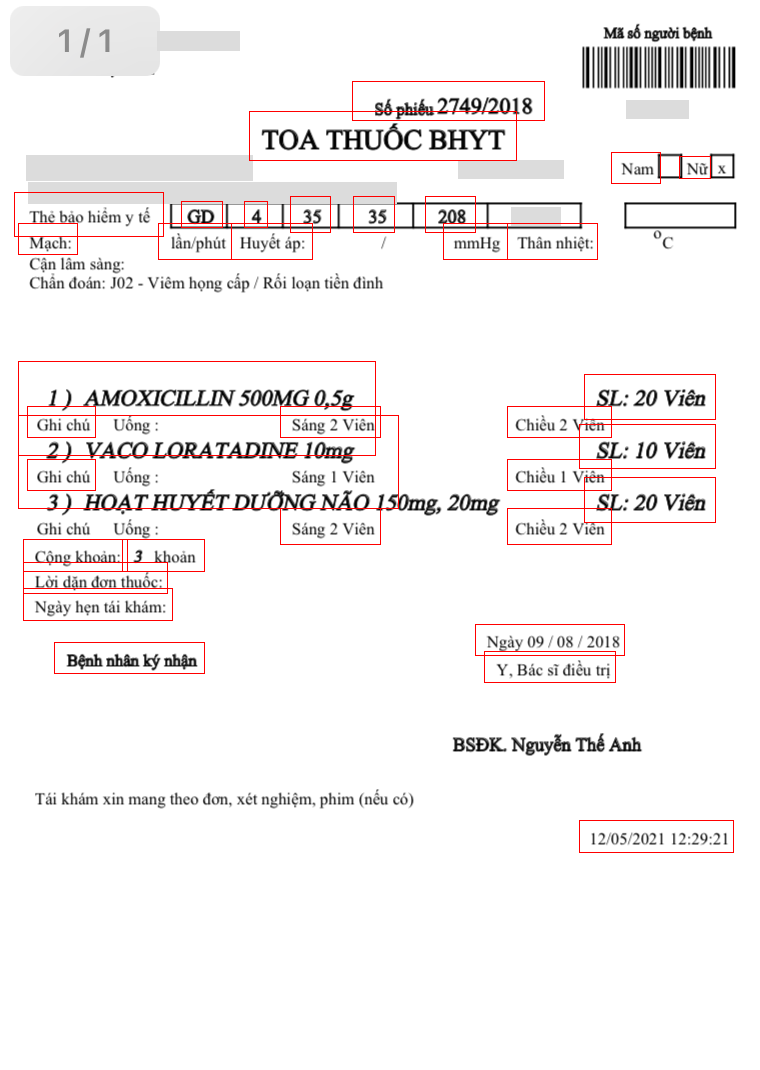 1/1
Mã số người bệnh
Số phiếu 2749/2018
TOA THUỐC BHYT
Nam Nữ x
Thẻ bảo hiểm y tế GD 4 35 35 208
Mạch: lần/phút Huyết áp: / mmHg Thân nhiệt: °C
Cận lâm sàng:
Chẩn đoán: J02 - Viêm họng cấp / Rối loạn tiền đình
1 ) AMOXICILLIN 500MG 0,5g SL: 20 Viên
Ghi chú Uống : Sáng 2 Viên Chiều 2 Viên
2 ) VACO LORATADINE 10mg SL: 10 Viên
Ghi chú Uống : Sáng 1 Viên Chiều 1 Viên
3 ) HOẠT HUYẾT DƯỠNG NÃO 150mg, 20mg SL: 20 Viên
Ghi chú Uống : Sáng 2 Viên Chiều 2 Viên
Cộng khoản: 3 khoản
Lời dặn đơn thuốc:
Ngày hẹn tái khám:
Ngày 09 / 08 / 2018
Bệnh nhân ký nhận Y, Bác sĩ điều trị
BSĐK. Nguyễn Thế Anh
Tái khám xin mang theo đơn, xét nghiệm, phim (nếu có)
12/05/2021 12:29:21